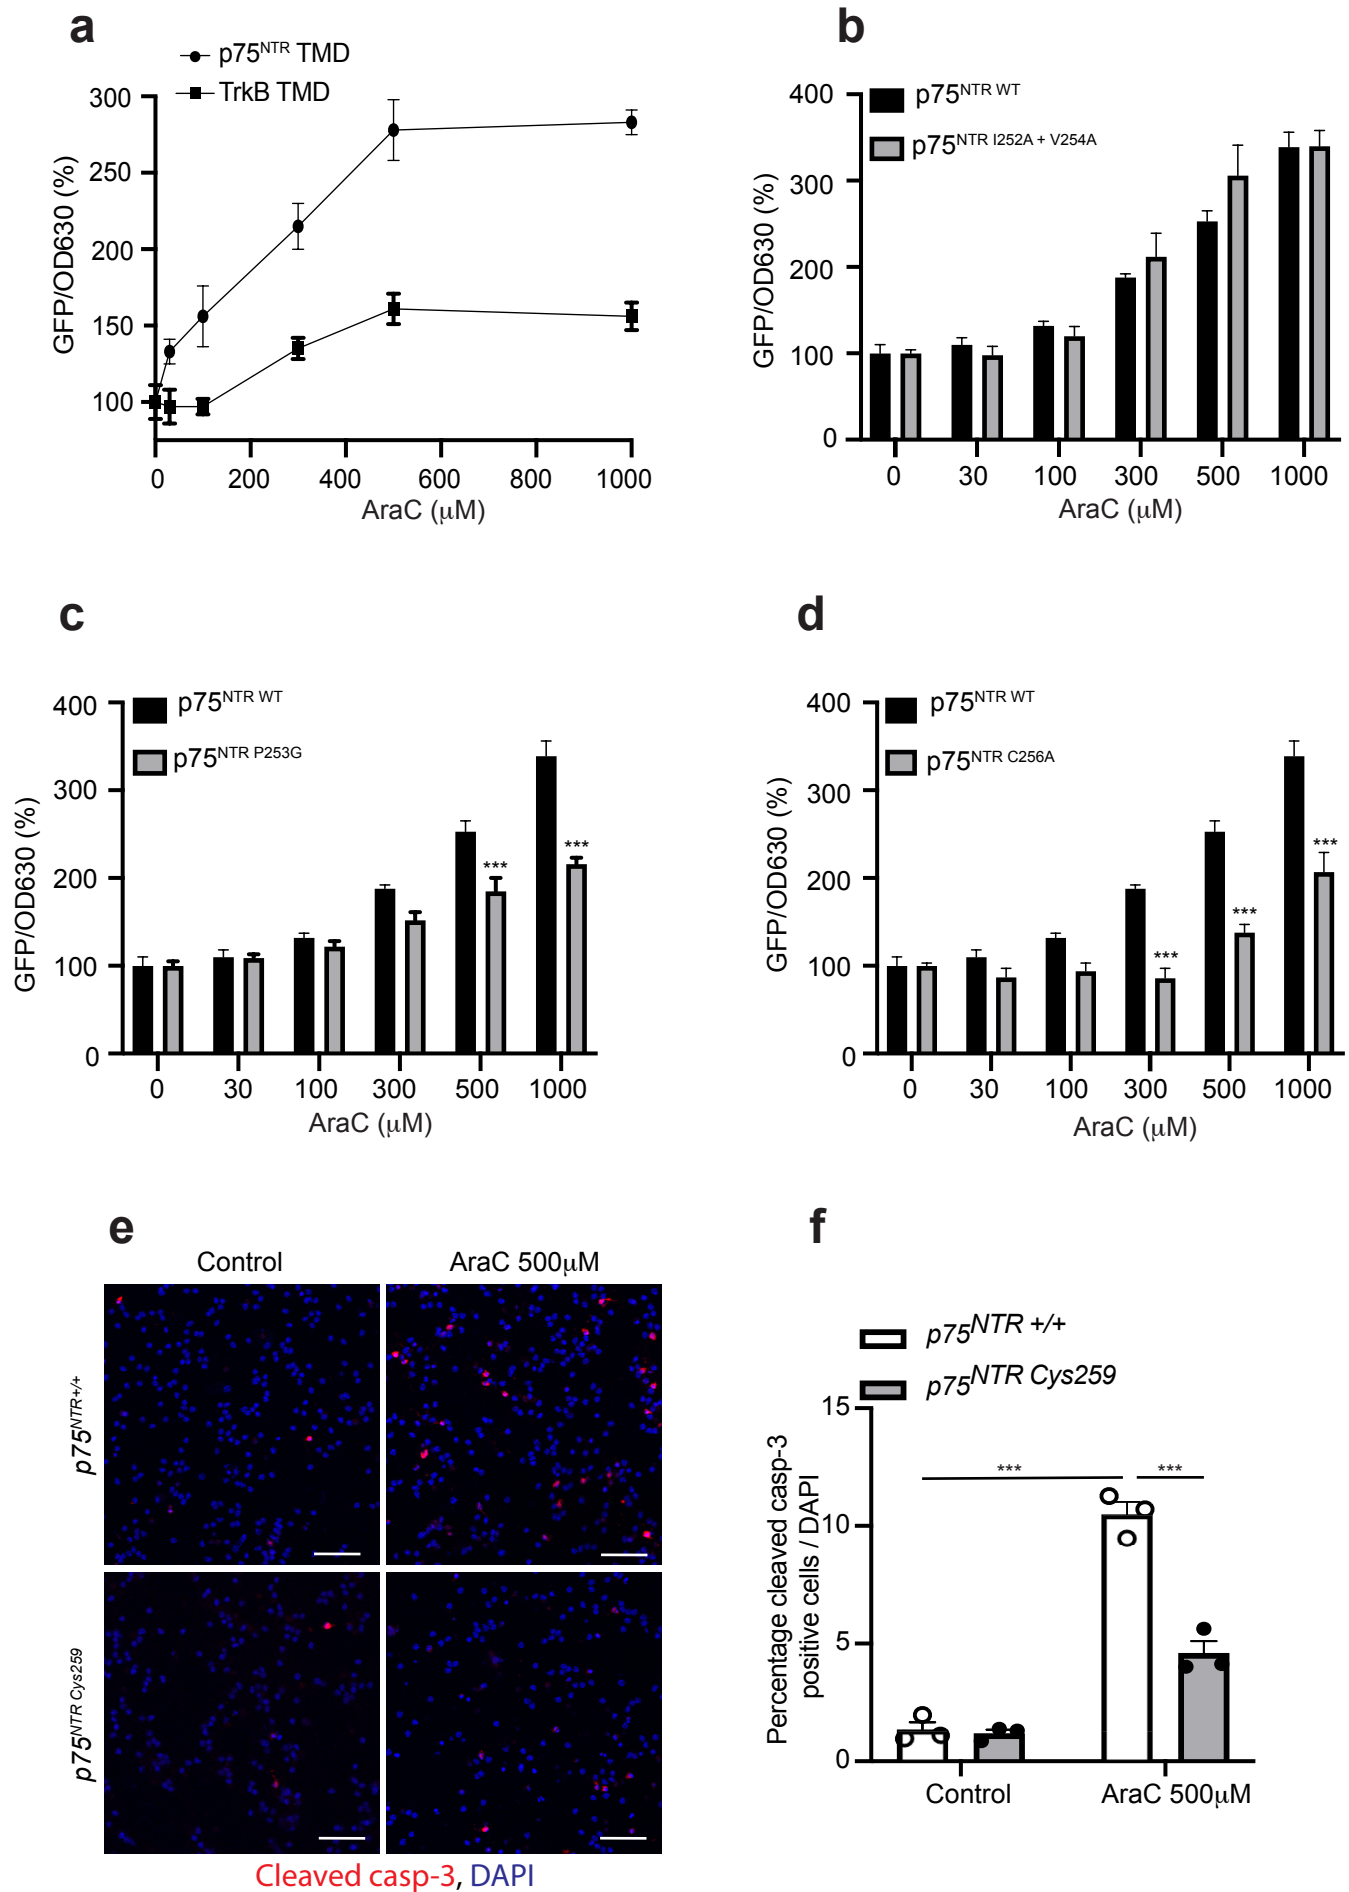 a
p75NTR TMD
TrkB TMD
300
250
200
150
100
GFP/OD630 (%)
0 200 400 600 800 1000
AraC (μM)
b
p75NTR WT
p75NTR I252A + V254A
400
300
200
100
0
GFP/OD630 (%)
0 30 100 300 500 1000
AraC (μM)
c
p75NTR WT
p75NTR P253G
400
300
200
100
0
GFP/OD630 (%)
*** ***
0 30 100 300 500 1000
AraC (μM)
d
p75NTR WT
p75NTR C256A
400
300
200
100
0
GFP/OD630 (%)
*** *** ***
0 30 100 300 500 1000
AraC (μM)
e
Control AraC 500μM
p75NTR+/+
p75NTR Cys259
Cleaved casp-3, DAPI
f
p75NTR +/+
p75NTR Cys259
15
10
5
0
Percentage cleaved casp-3
positive cells / DAPI
*** ***
Control AraC 500μM